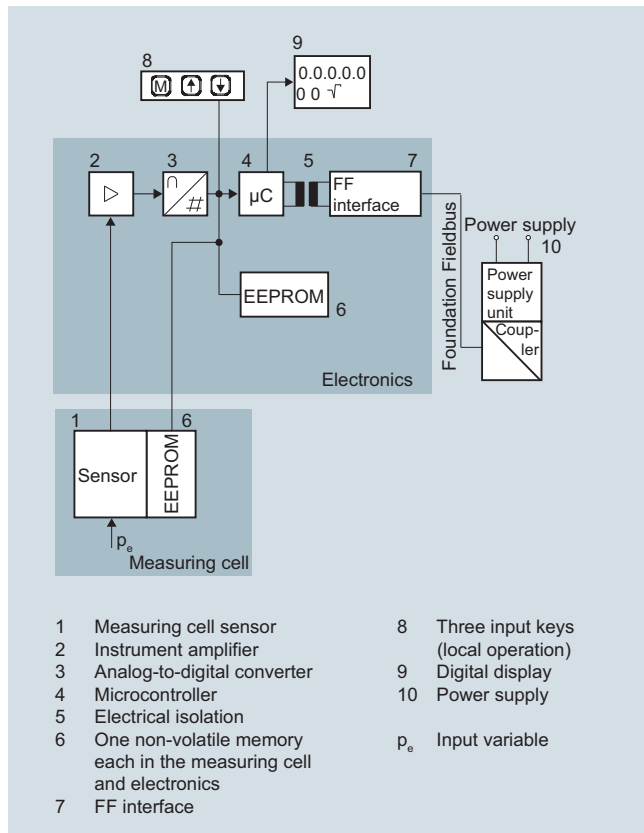 8
M
9
0.0.0.0.0
0 0 √
2
3
∩
#
4
µC
5
7
FF
interface
Foundation Fieldbus
Power supply
10
Power
supply
unit
Coup-
ler
EEPROM
6
Electronics
1
6
Sensor
EEPROM
pe
Measuring cell
1 Measuring cell sensor
2 Instrument amplifier
3 Analog-to-digital converter
4 Microcontroller
5 Electrical isolation
6 One non-volatile memory
each in the measuring cell
and electronics
7 FF interface
8 Three input keys
(local operation)
9 Digital display
10 Power supply
pe Input variable